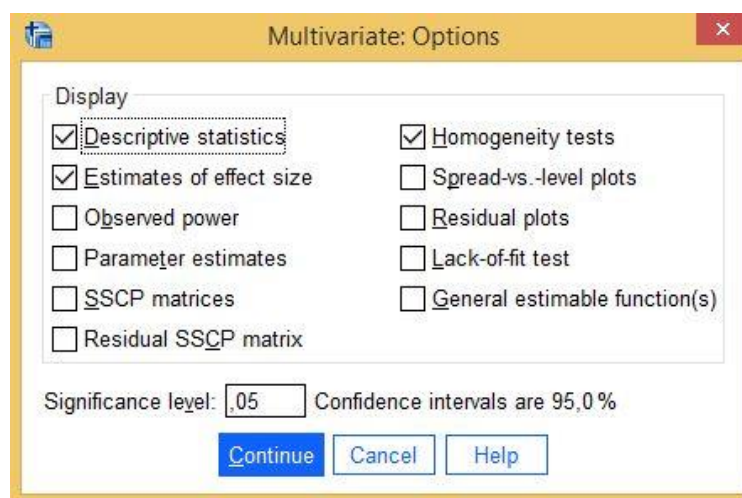 Multivariate: Options
Display
Descriptive statistics
Homogeneity tests
Estimates of effect size
Spread-vs.-level plots
Observed power
Residual plots
Parameter estimates
Lack-of-fit test
SSCP matrices
General estimable function(s)
Residual SSCP matrix
Significance level: ,05 Confidence intervals are 95,0 %
Continue Cancel Help